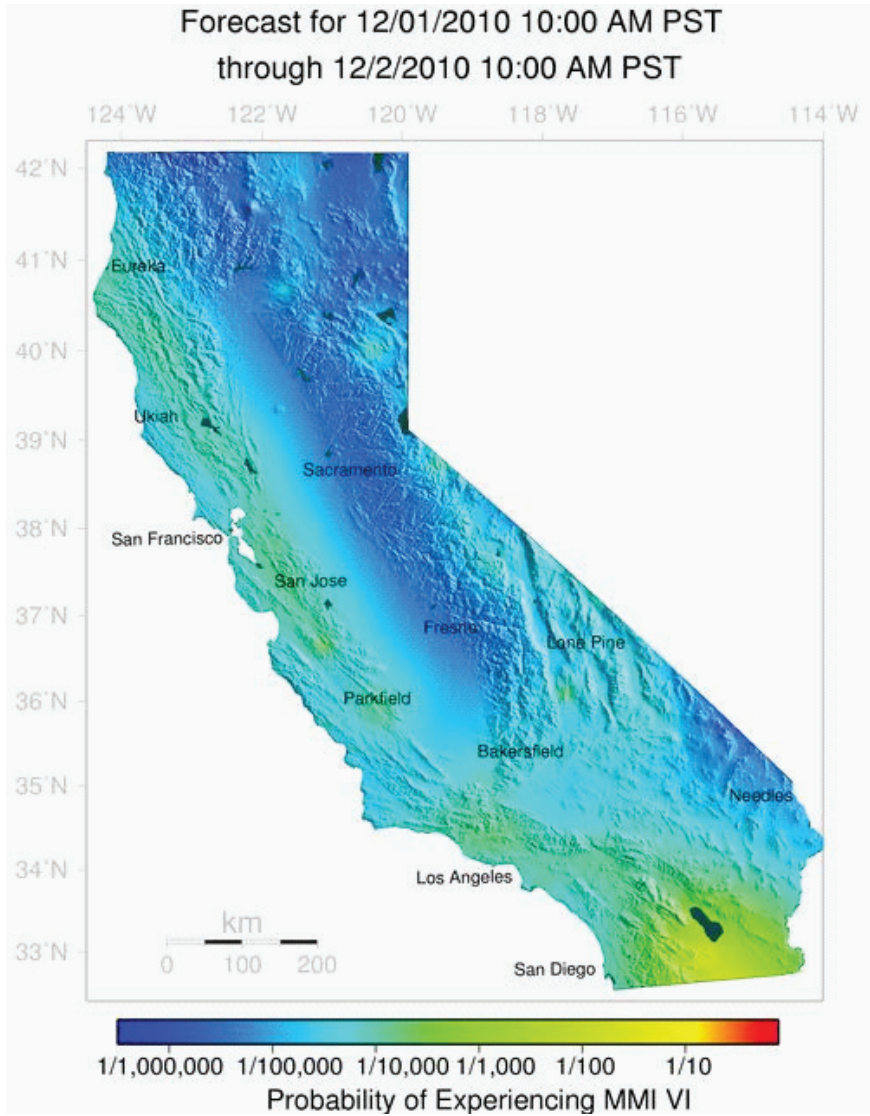 Forecast for 12/01/2010 10:00 AM PST
through 12/2/2010 10:00 AM PST
124˚W 122˚W 120˚W 118˚W 116˚W 114˚W
42˚N
41˚N
Eureka
40˚N
Ukiah
39˚N
Sacramento
38˚N
San Francisco
San Jose
37˚N
Fresno
Lone Pine
36˚N
Parkfield
Bakersfield
35˚N
Needles
34˚N
Los Angeles
km
33˚N
0 100 200
San Diego
1/1,000,000 1/100,000 1/10,000 1/1,000 1/100 1/10
Probability of Experiencing MMI VI